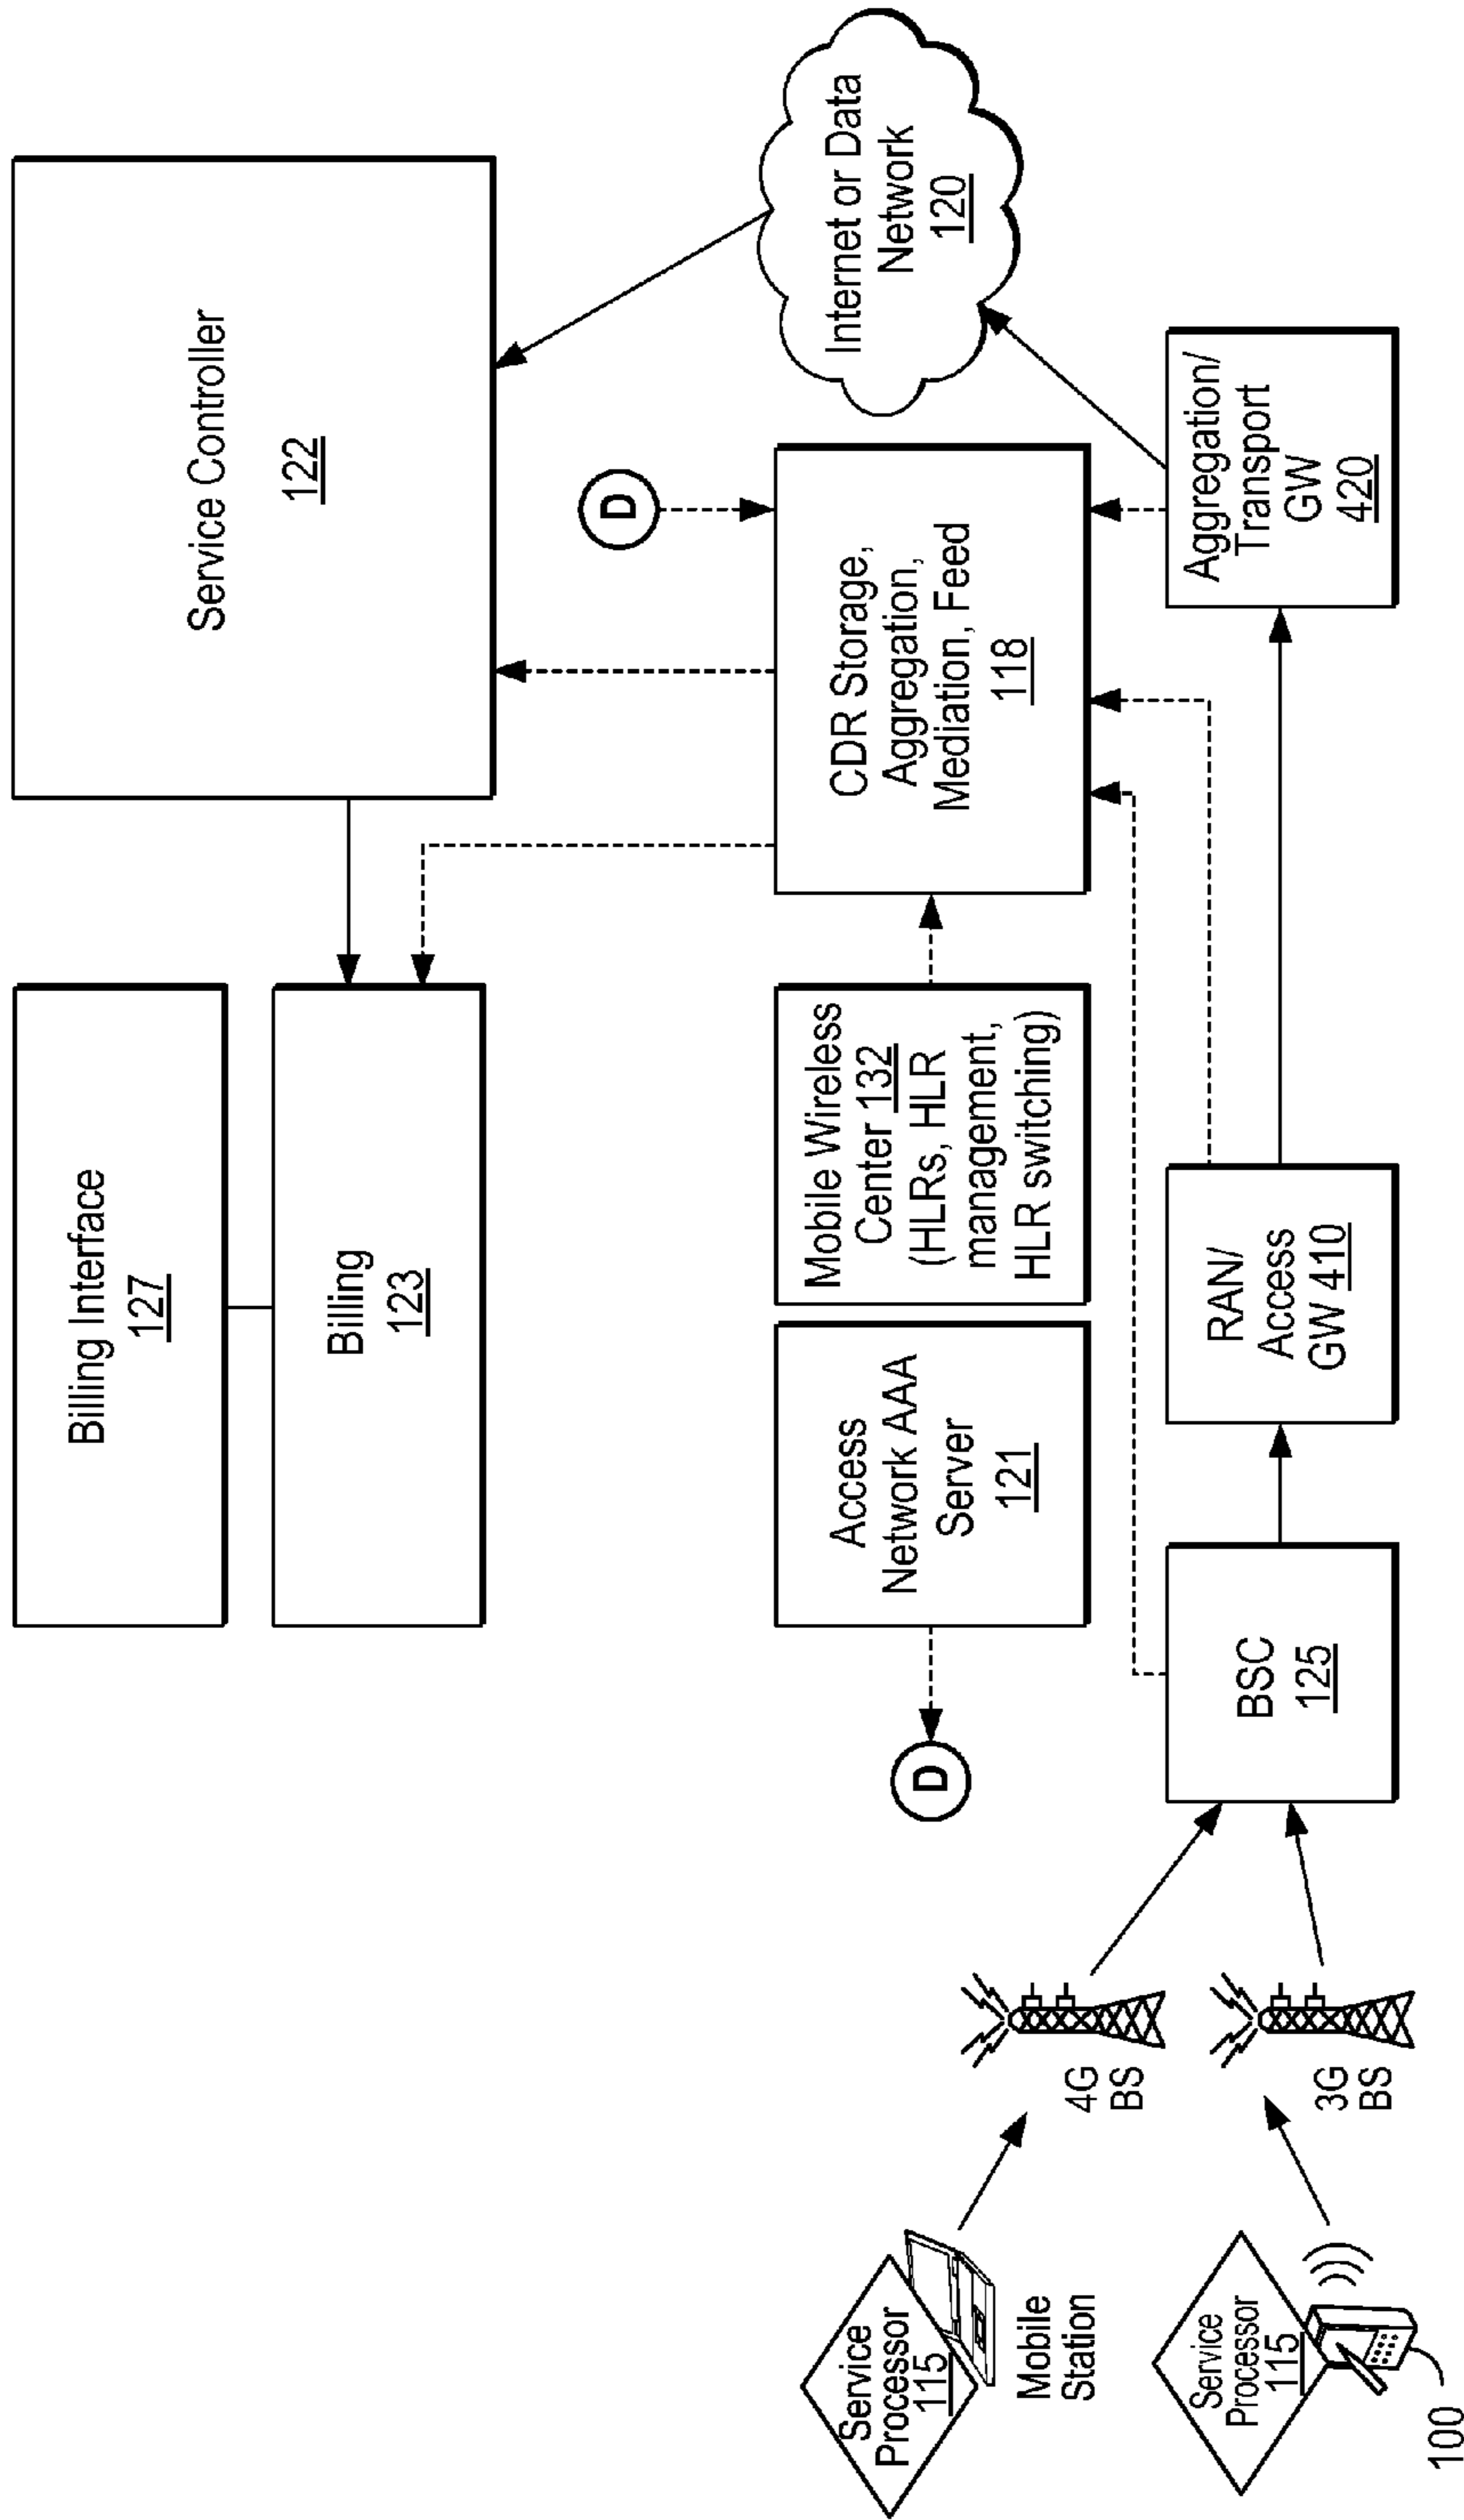 Billing Interface
127
Billing
123
Service Controller
122
Access
Network AAA
Server
121
Mobile Wireless
Center 132
(HLRs, HLR
management,
HLR switching)
CDR Storage,
Aggregation,
Mediation, Feed
118
D
D
Internet or Data
Network
120
Service
Processor
115
Mobile
Station
4G
BS
Service
Processor
115
100
3G
BS
BSC
125
RAN/
Access
GW 410
Aggregation/
Transport
GW
420